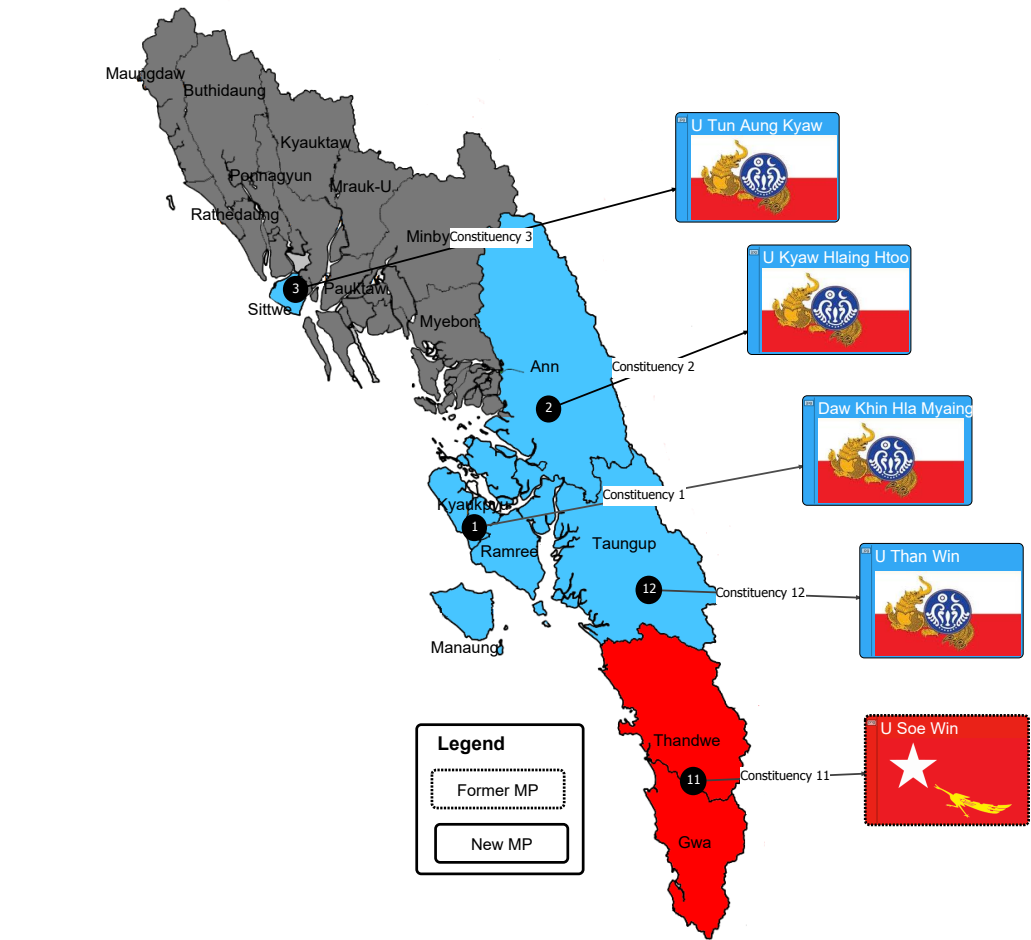 Maungdaw
Buthidaung
Kyauktaw
Ponnagyun
Mrauk-U
Rathedaung
Minby
Constituency 3
U Tun Aung Kyaw
3
Pauktaw
Sittwe
Myebon
U Kyaw Hlaing Htoo
Ann
Constituency 2
2
Daw Khin Hla Myaing
Constituency 1
Kyaukpyu
1
Ramree
Taungup
U Than Win
12
Constituency 12
Manaung
Thandwe
11
Constituency 11
U Soe Win
Gwa
Legend
Former MP
New MP